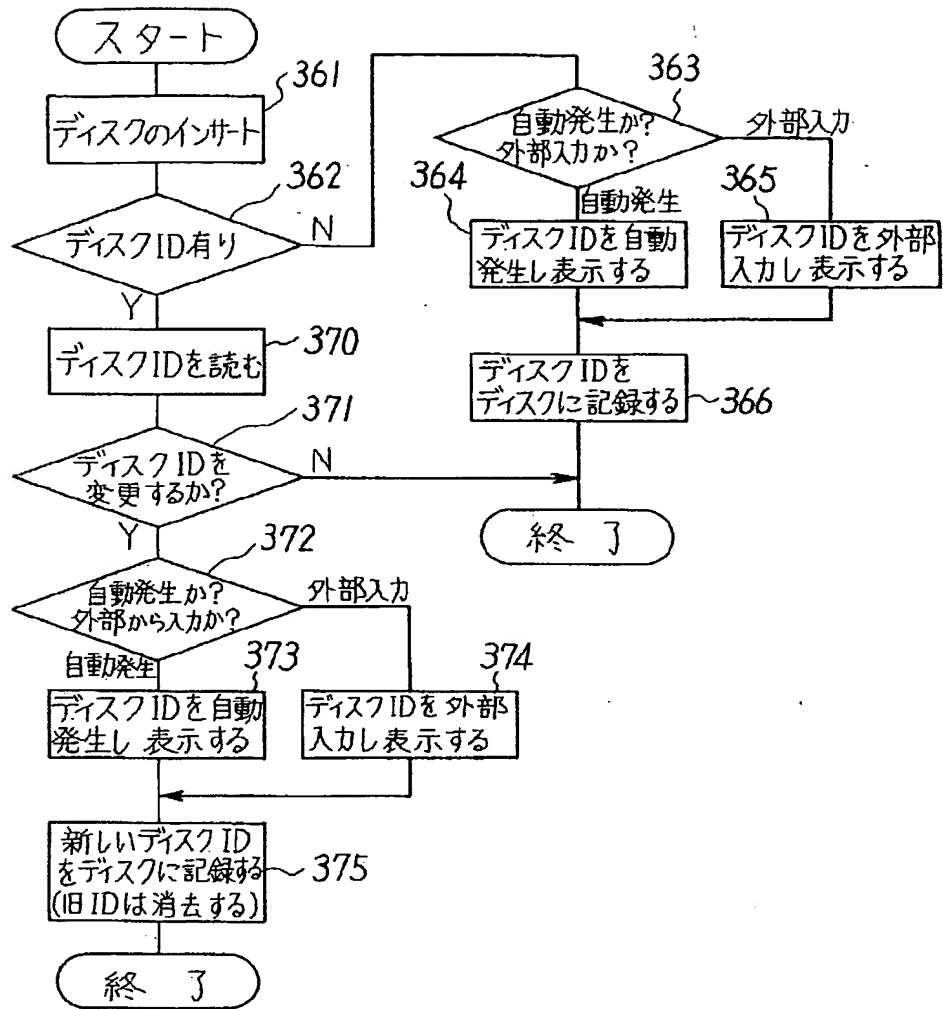 スタート
361
ディスクのインサート
362
ディスクID有り
N
Y
370
ディスクIDを読む
371
ディスクIDを
変更するか?
N
Y
372
自動発生か?
外部から入力か?
外部入力
自動発生
373
ディスクIDを自動
発生し表示する
374
ディスクIDを外部
入力し表示する
新しいディスクID
をディスクに記録する
(旧IDは消去する)
375
終了
363
自動発生か?
外部入力か?
外部入力
自動発生
364
ディスクIDを自動
発生し表示する
365
ディスクIDを外部
入力し表示する
ディスクIDを
ディスクに記録する
366
終了